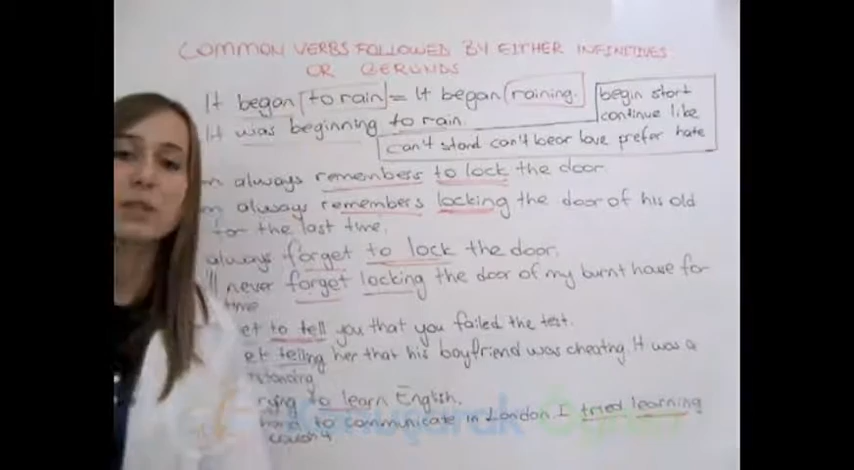 COMMON VERBS FOLLOWED BY EITHER INFINITIVES
OR GERUNDS
It began to rain = It began raining.
It was beginning to rain.
begin start
continue like
can't stand can't bear love prefer hate
always remembers to lock the door
always remembers locking the door of his old
for the last time.
always forget to lock the door.
never forget locking the door of my burnt house for
time
to tell you that you failed the test.
telling her that his boyfriend was cheatng. It was a
to learn English.
to communicate in London. I tried learning